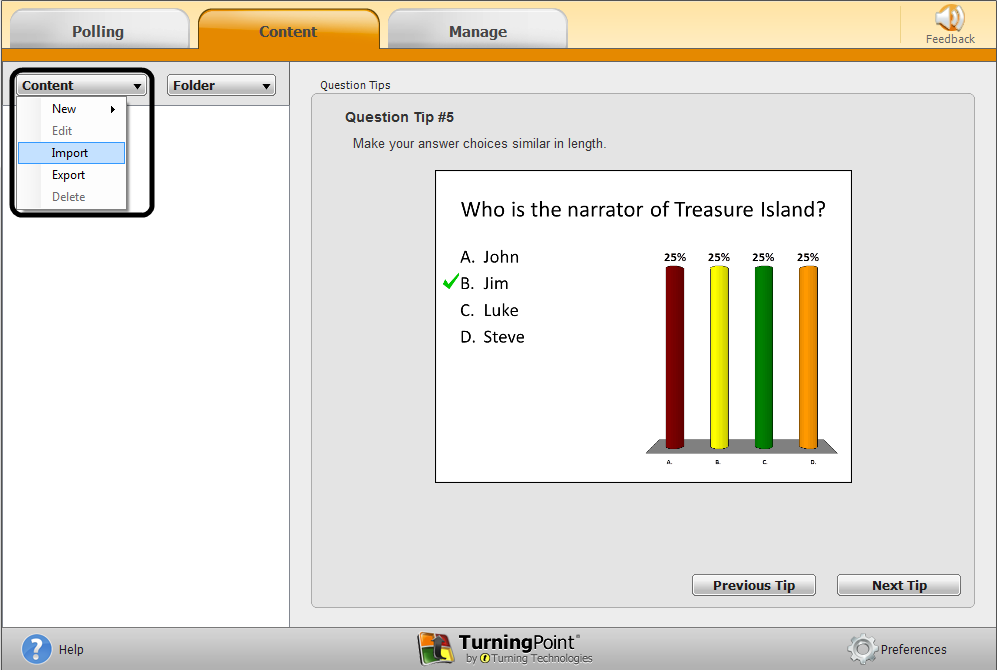 Polling
Content
Manage
Feedback
Content
Folder
New
Edit
Import
Export
Delete
Question Tips
Question Tip #5
Make your answer choices similar in length.
Who is the narrator of Treasure Island?
A. John
B. Jim
C. Luke
D. Steve
25% 25% 25% 25%
A. B. C. D.
Previous Tip
Next Tip
Help
TurningPoint®
by Turning Technologies
Preferences